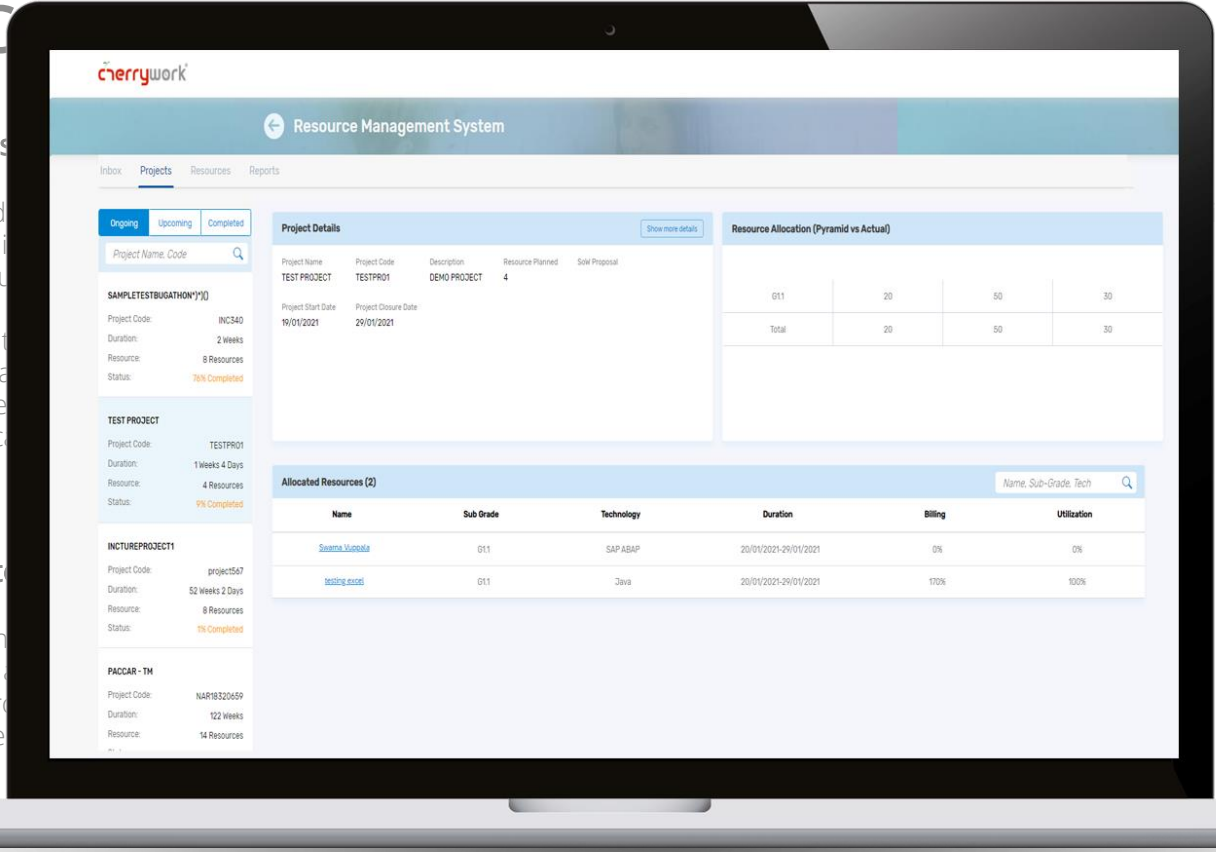 cherrywork
Resource Management System
Inbox Projects Resources Reports
Ongoing Upcoming Completed
Project Name, Code
SAMPLETESTBUGATHON*)*)()
Project Code: INC340
Duration: 2 Weeks
Resource: 8 Resources
Status: 76% Completed
TEST PROJECT
Project Code: TESTPRO1
Duration: 1 Weeks 4 Days
Resource: 4 Resources
Status: 9% Completed
INCTUREPROJECT1
Project Code: project567
Duration: 52 Weeks 2 Days
Resource: 8 Resources
Status: 1% Completed
PACCAR - TM
Project Code: NAR18320659
Duration: 122 Weeks
Resource: 14 Resources
Project Details Show more details
Project Name Project Code Description Resource Planned SoW Proposal
TEST PROJECT TESTPRO1 DEMO PROJECT 4
Project Start Date Project Closure Date
19/01/2021 29/01/2021
Resource Allocation (Pyramid vs Actual)
G1.1 20 50 30
Total 20 50 30
Allocated Resources (2) Name, Sub-Grade, Tech
Name Sub Grade Technology Duration Billing Utilization
Swarna Vuppala G1.1 SAP ABAP 20/01/2021-29/01/2021 0% 0%
testing excel G1.1 Java 20/01/2021-29/01/2021 170% 100%